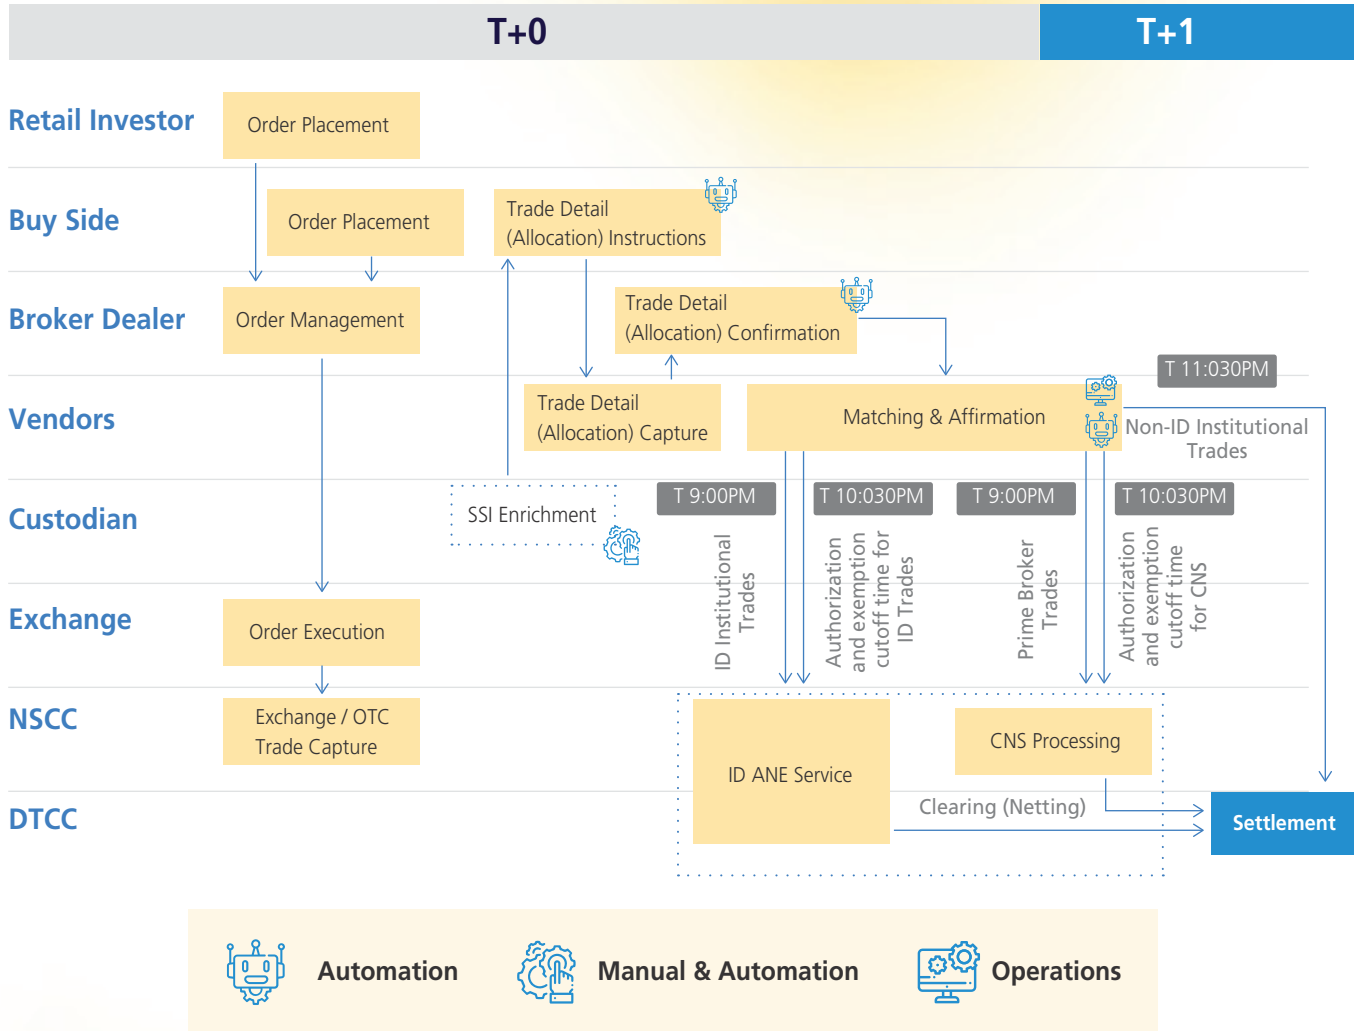 T+0
T+1
Retail Investor
Order Placement
Buy Side
Order Placement
Trade Detail
(Allocation) Instructions
Broker Dealer
Order Management
Trade Detail
(Allocation) Confirmation
T 11:030PM
Vendors
Trade Detail
(Allocation) Capture
Matching & Affirmation
Non-ID Institutional
Trades
Custodian
SSI Enrichment
T 9:00PM
T 10:030PM
T 9:00PM
T 10:030PM
ID Institutional
Trades
Authorization
and exemption
cutoff time for
ID Trades
Prime Broker
Trades
Authorization
and exemption
cutoff time
for CNS
Exchange
Order Execution
NSCC
Exchange / OTC
Trade Capture
ID ANE Service
CNS Processing
DTCC
Clearing (Netting)
Settlement
Automation
Manual & Automation
Operations